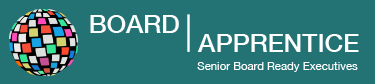 BOARD
APPRENTICE
Senior Board Ready Executives